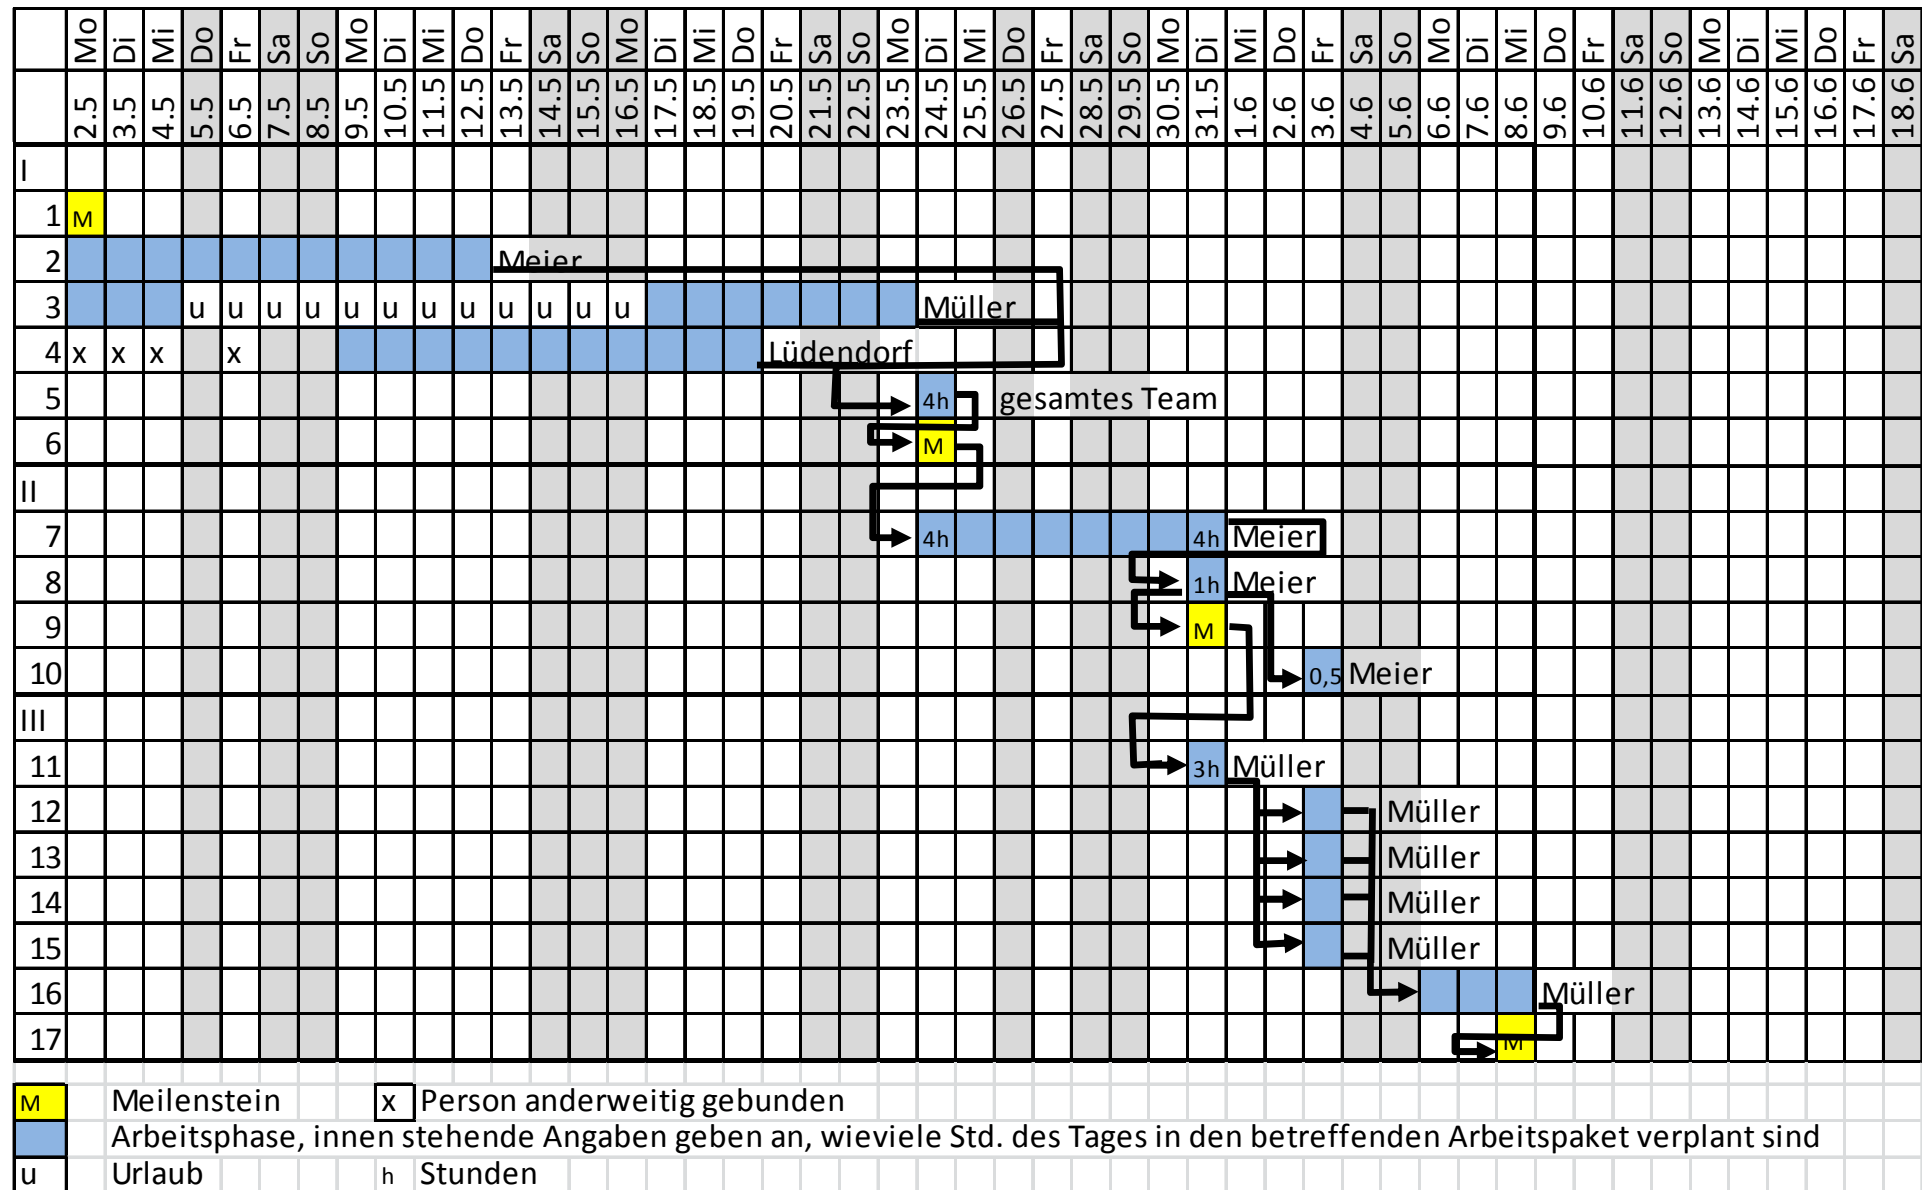 Mo Di Mi Do Fr Sa So Mo Di Mi Do Fr Sa So Mo Di Mi Do Fr Sa So Mo Di Mi Do Fr Sa So Mo Di Mi Do Fr Sa So Mo Di Mi Do Fr Sa So Mo Di Mi Do Fr Sa
2.5 3.5 4.5 5.5 6.5 7.5 8.5 9.5 10.5 11.5 12.5 13.5 14.5 15.5 16.5 17.5 18.5 19.5 20.5 21.5 22.5 23.5 24.5 25.5 26.5 27.5 28.5 29.5 30.5 31.5 1.6 2.6 3.6 4.6 5.6 6.6 7.6 8.6 9.6 10.6 11.6 12.6 13.6 14.6 15.6 16.6 17.6 18.6
I
1 M
2 Meier
3 u u u u u u u u u u u u Müller
4 x x x x Lüdendorf
5 4h gesamtes Team
6 M
II
7 4h 4h Meier
8 1h Meier
9 M
10 0,5 Meier
III
11 3h Müller
12 Müller
13 Müller
14 Müller
15 Müller
16 Müller
17 M
M Meilenstein x Person anderweitig gebunden
Arbeitsphase, innen stehende Angaben geben an, wieviele Std. des Tages in den betreffenden Arbeitspaket verplant sind
u Urlaub h Stunden